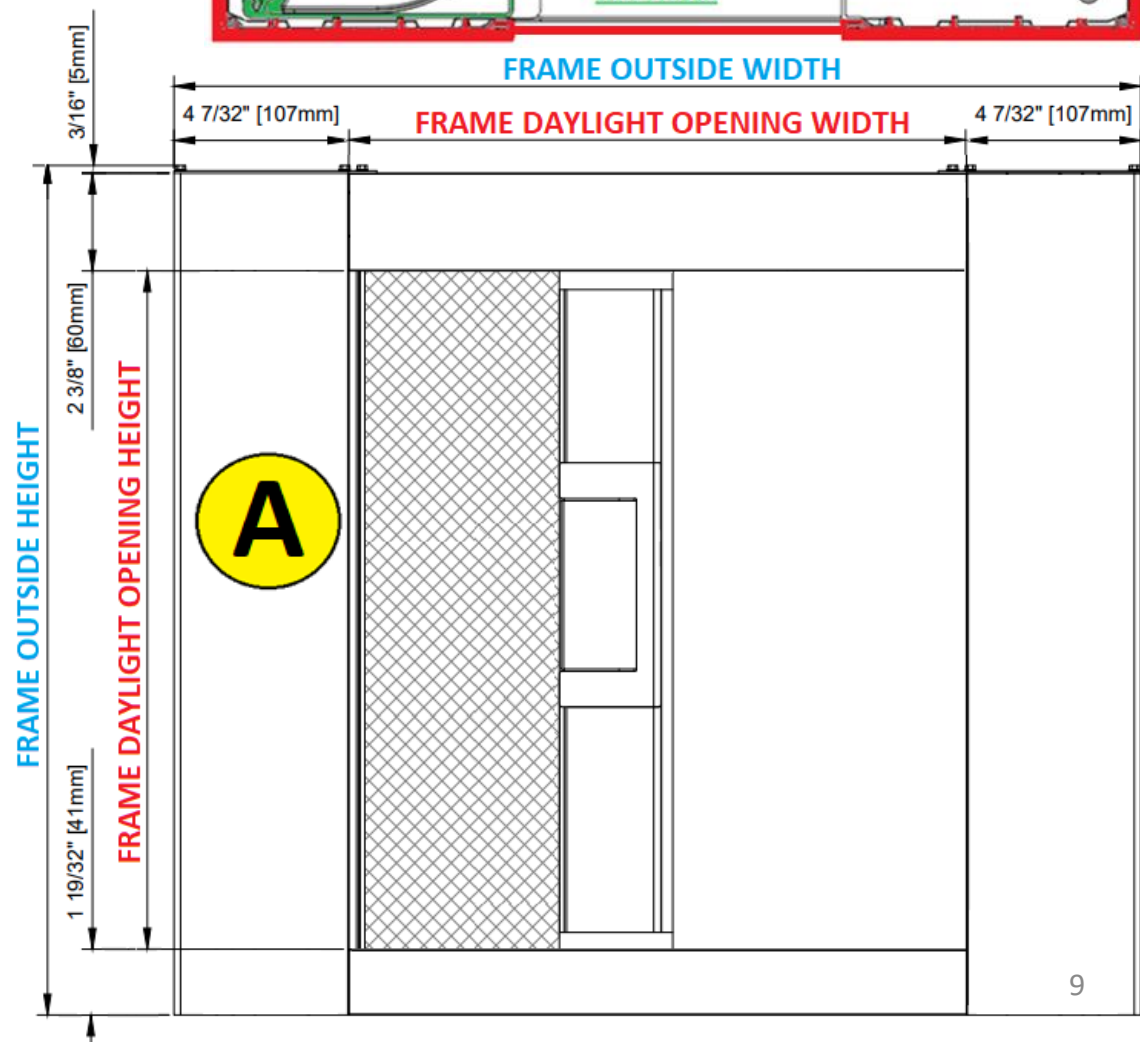 FRAME OUTSIDE WIDTH
3/16" [5mm]
4 7/32" [107mm]
FRAME DAYLIGHT OPENING WIDTH
4 7/32" [107mm]
2 3/8" [60mm]
FRAME OUTSIDE HEIGHT
FRAME DAYLIGHT OPENING HEIGHT
A
1 19/32" [41mm]
9